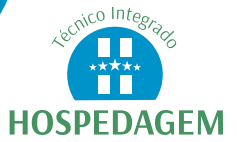 Técnico Integrado
HOSPEDAGEM